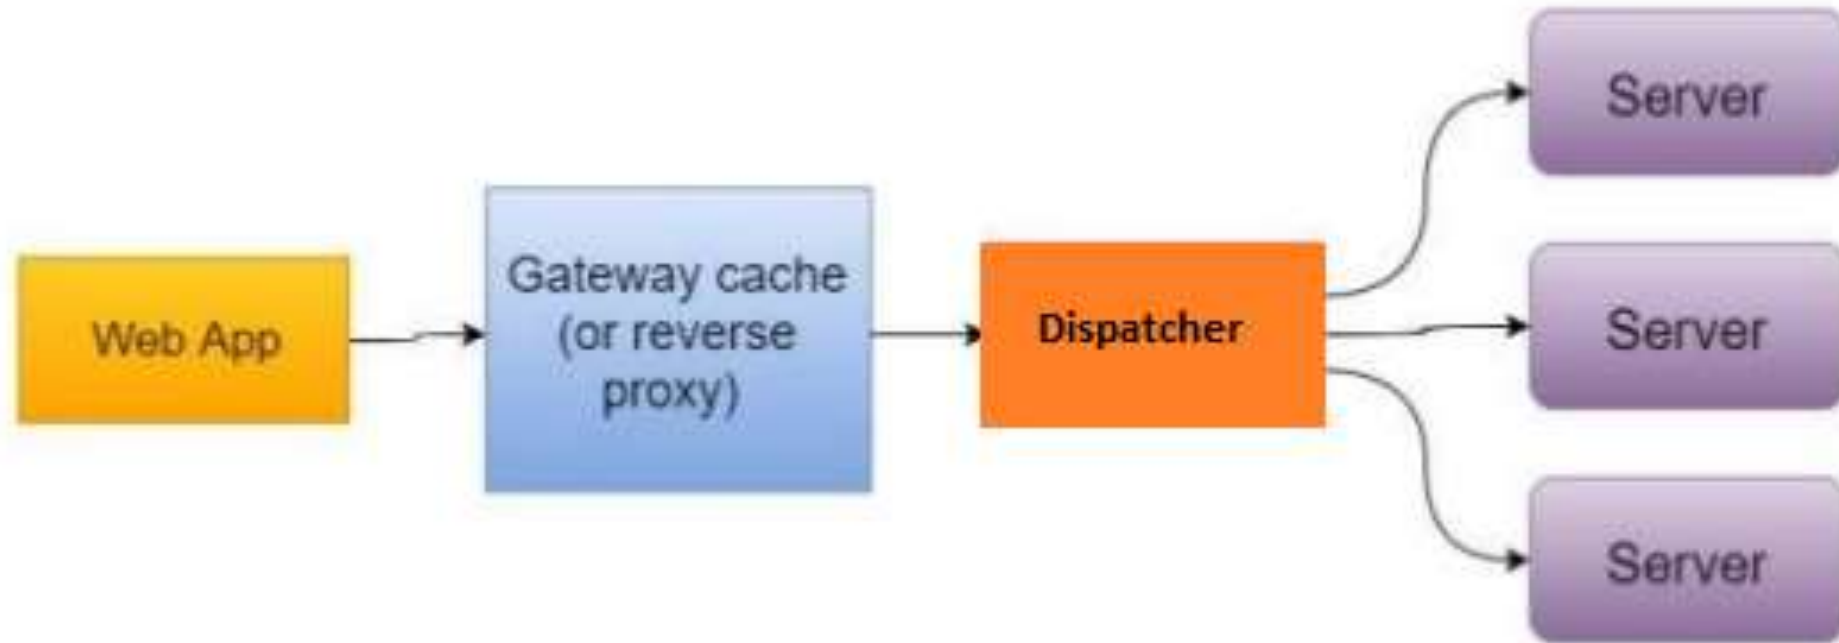 Web App
Gateway cache
(or reverse
proxy)
Dispatcher
Server
Server
Server